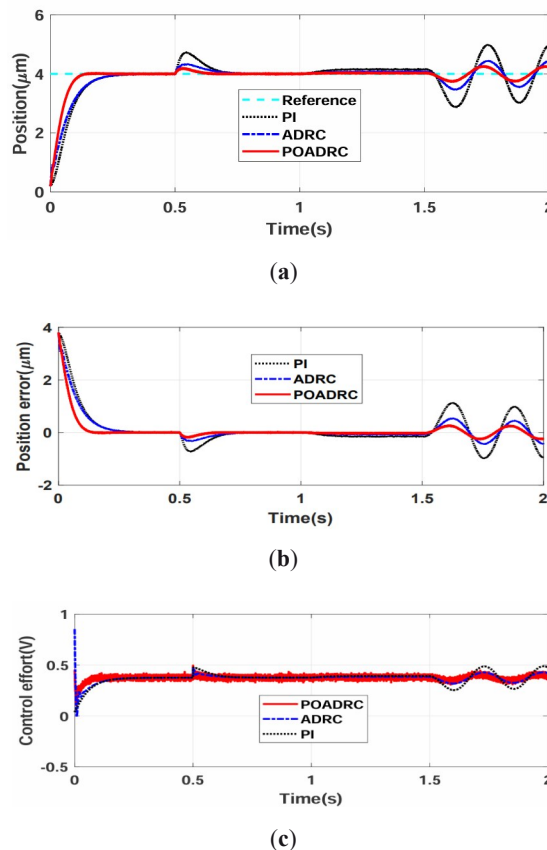 6
4
2
0
Position(μm)
Reference
PI
ADRC
POADRC
0 0.5 1 1.5 2
Time(s)
(a)
4
2
0
-2
Position error(μm)
PI
ADRC
POADRC
0 0.5 1 1.5 2
Time(s)
(b)
1
0.5
0
-0.5
Control effort(V)
POADRC
ADRC
PI
0 0.5 1 1.5 2
Time(s)
(c)